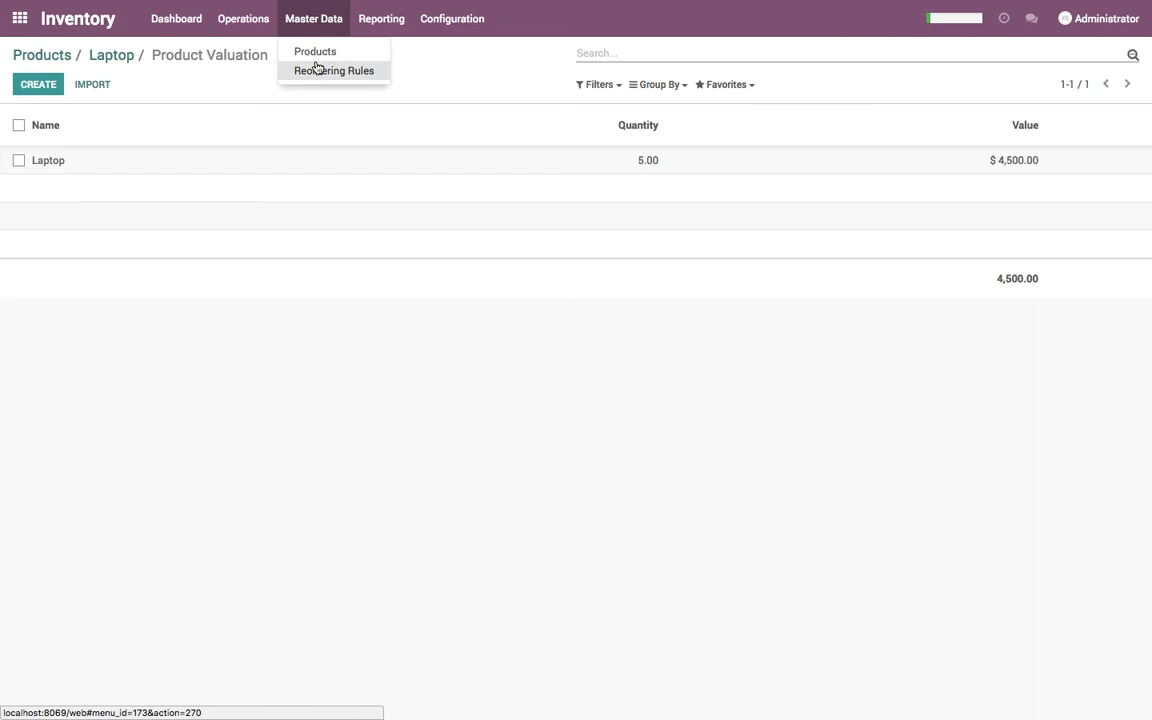 Inventory Dashboard Operations Master Data Reporting Configuration Administrator
Products / Laptop / Product Valuation
Products
Search...
Reordering Rules
CREATE IMPORT
Filters Group By Favorites 1-1 / 1
Name Quantity Value
Laptop 5.00 $ 4,500.00
4,500.00
localhost:8069/web#menu_id=173&action=270